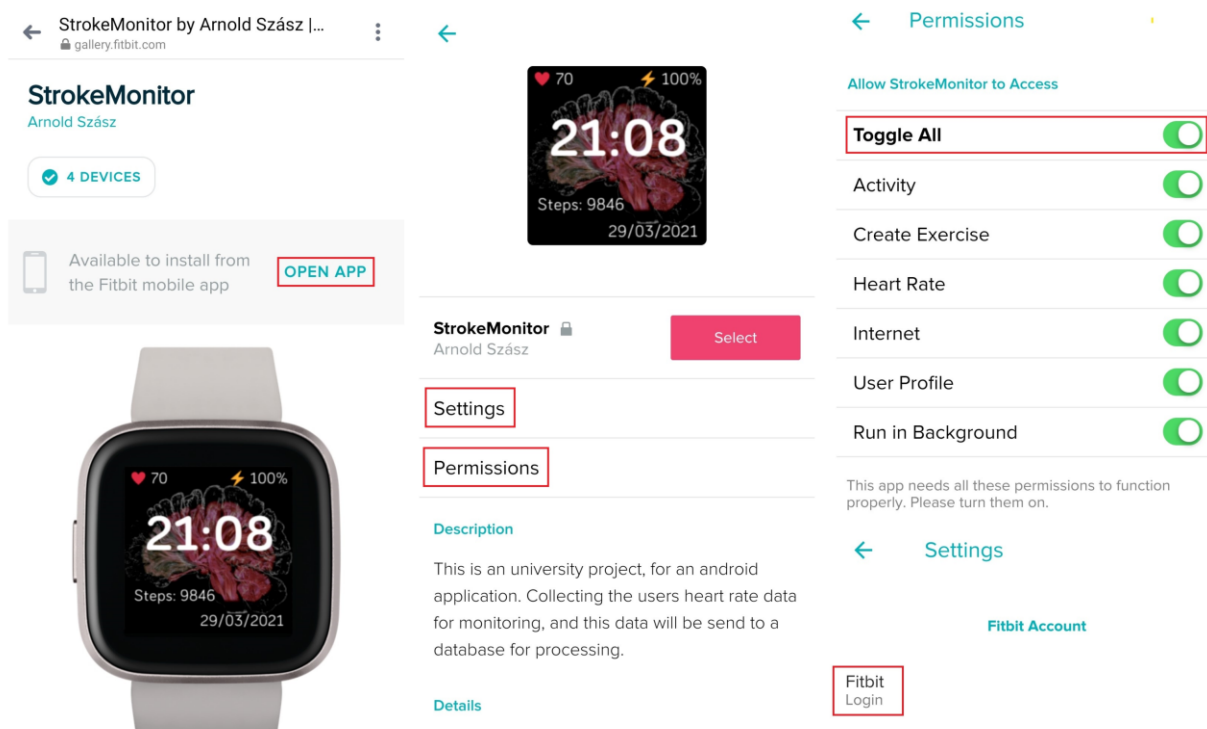 StrokeMonitor by Arnold Szász |...
gallery.fitbit.com
StrokeMonitor
Arnold Szász
4 DEVICES
Available to install from
the Fitbit mobile app
OPEN APP
70
100%
21:08
Steps: 9846
29/03/2021
70
100%
21:08
Steps: 9846
29/03/2021
StrokeMonitor
Arnold Szász
Select
Settings
Permissions
Description
This is an university project, for an android
application. Collecting the users heart rate data
for monitoring, and this data will be send to a
database for processing.
Details
Permissions
Allow StrokeMonitor to Access
Toggle All
Activity
Create Exercise
Heart Rate
Internet
User Profile
Run in Background
This app needs all these permissions to function
properly. Please turn them on.
Settings
Fitbit Account
Fitbit
Login